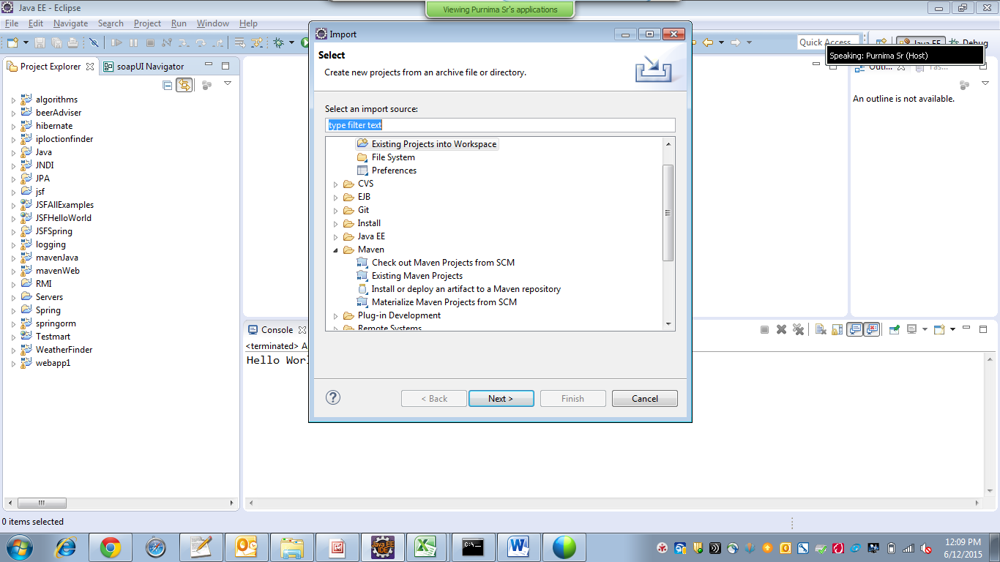 Java EE - Eclipse
Viewing Purnima Sr's applications
File Edit Navigate Search Project Run Window Help
Quick Access
Java EE
Debug
Speaking: Purnima Sr (Host)
Project Explorer
soapUI Navigator
algorithms
beerAdviser
hibernate
iploctionfinder
Java
JNDI
JPA
jsf
JSFAllExamples
JSFHelloWorld
JSFSpring
logging
mavenJava
mavenWeb
RMI
Servers
Spring
springorm
Testmart
WeatherFinder
webapp1
Import
Select
Create new projects from an archive file or directory.
Select an import source:
type filter text
Existing Projects into Workspace
File System
Preferences
CVS
EJB
Git
Install
Java EE
Maven
Check out Maven Projects from SCM
Existing Maven Projects
Install or deploy an artifact to a Maven repository
Materialize Maven Projects from SCM
Plug-in Development
Remote Systems
< Back
Next >
Finish
Cancel
Outl...
Tas...
An outline is not available.
Console
<terminated> A
Hello Worl
0 items selected
Java EE
IDE
C:\_
12:09 PM
6/12/2015